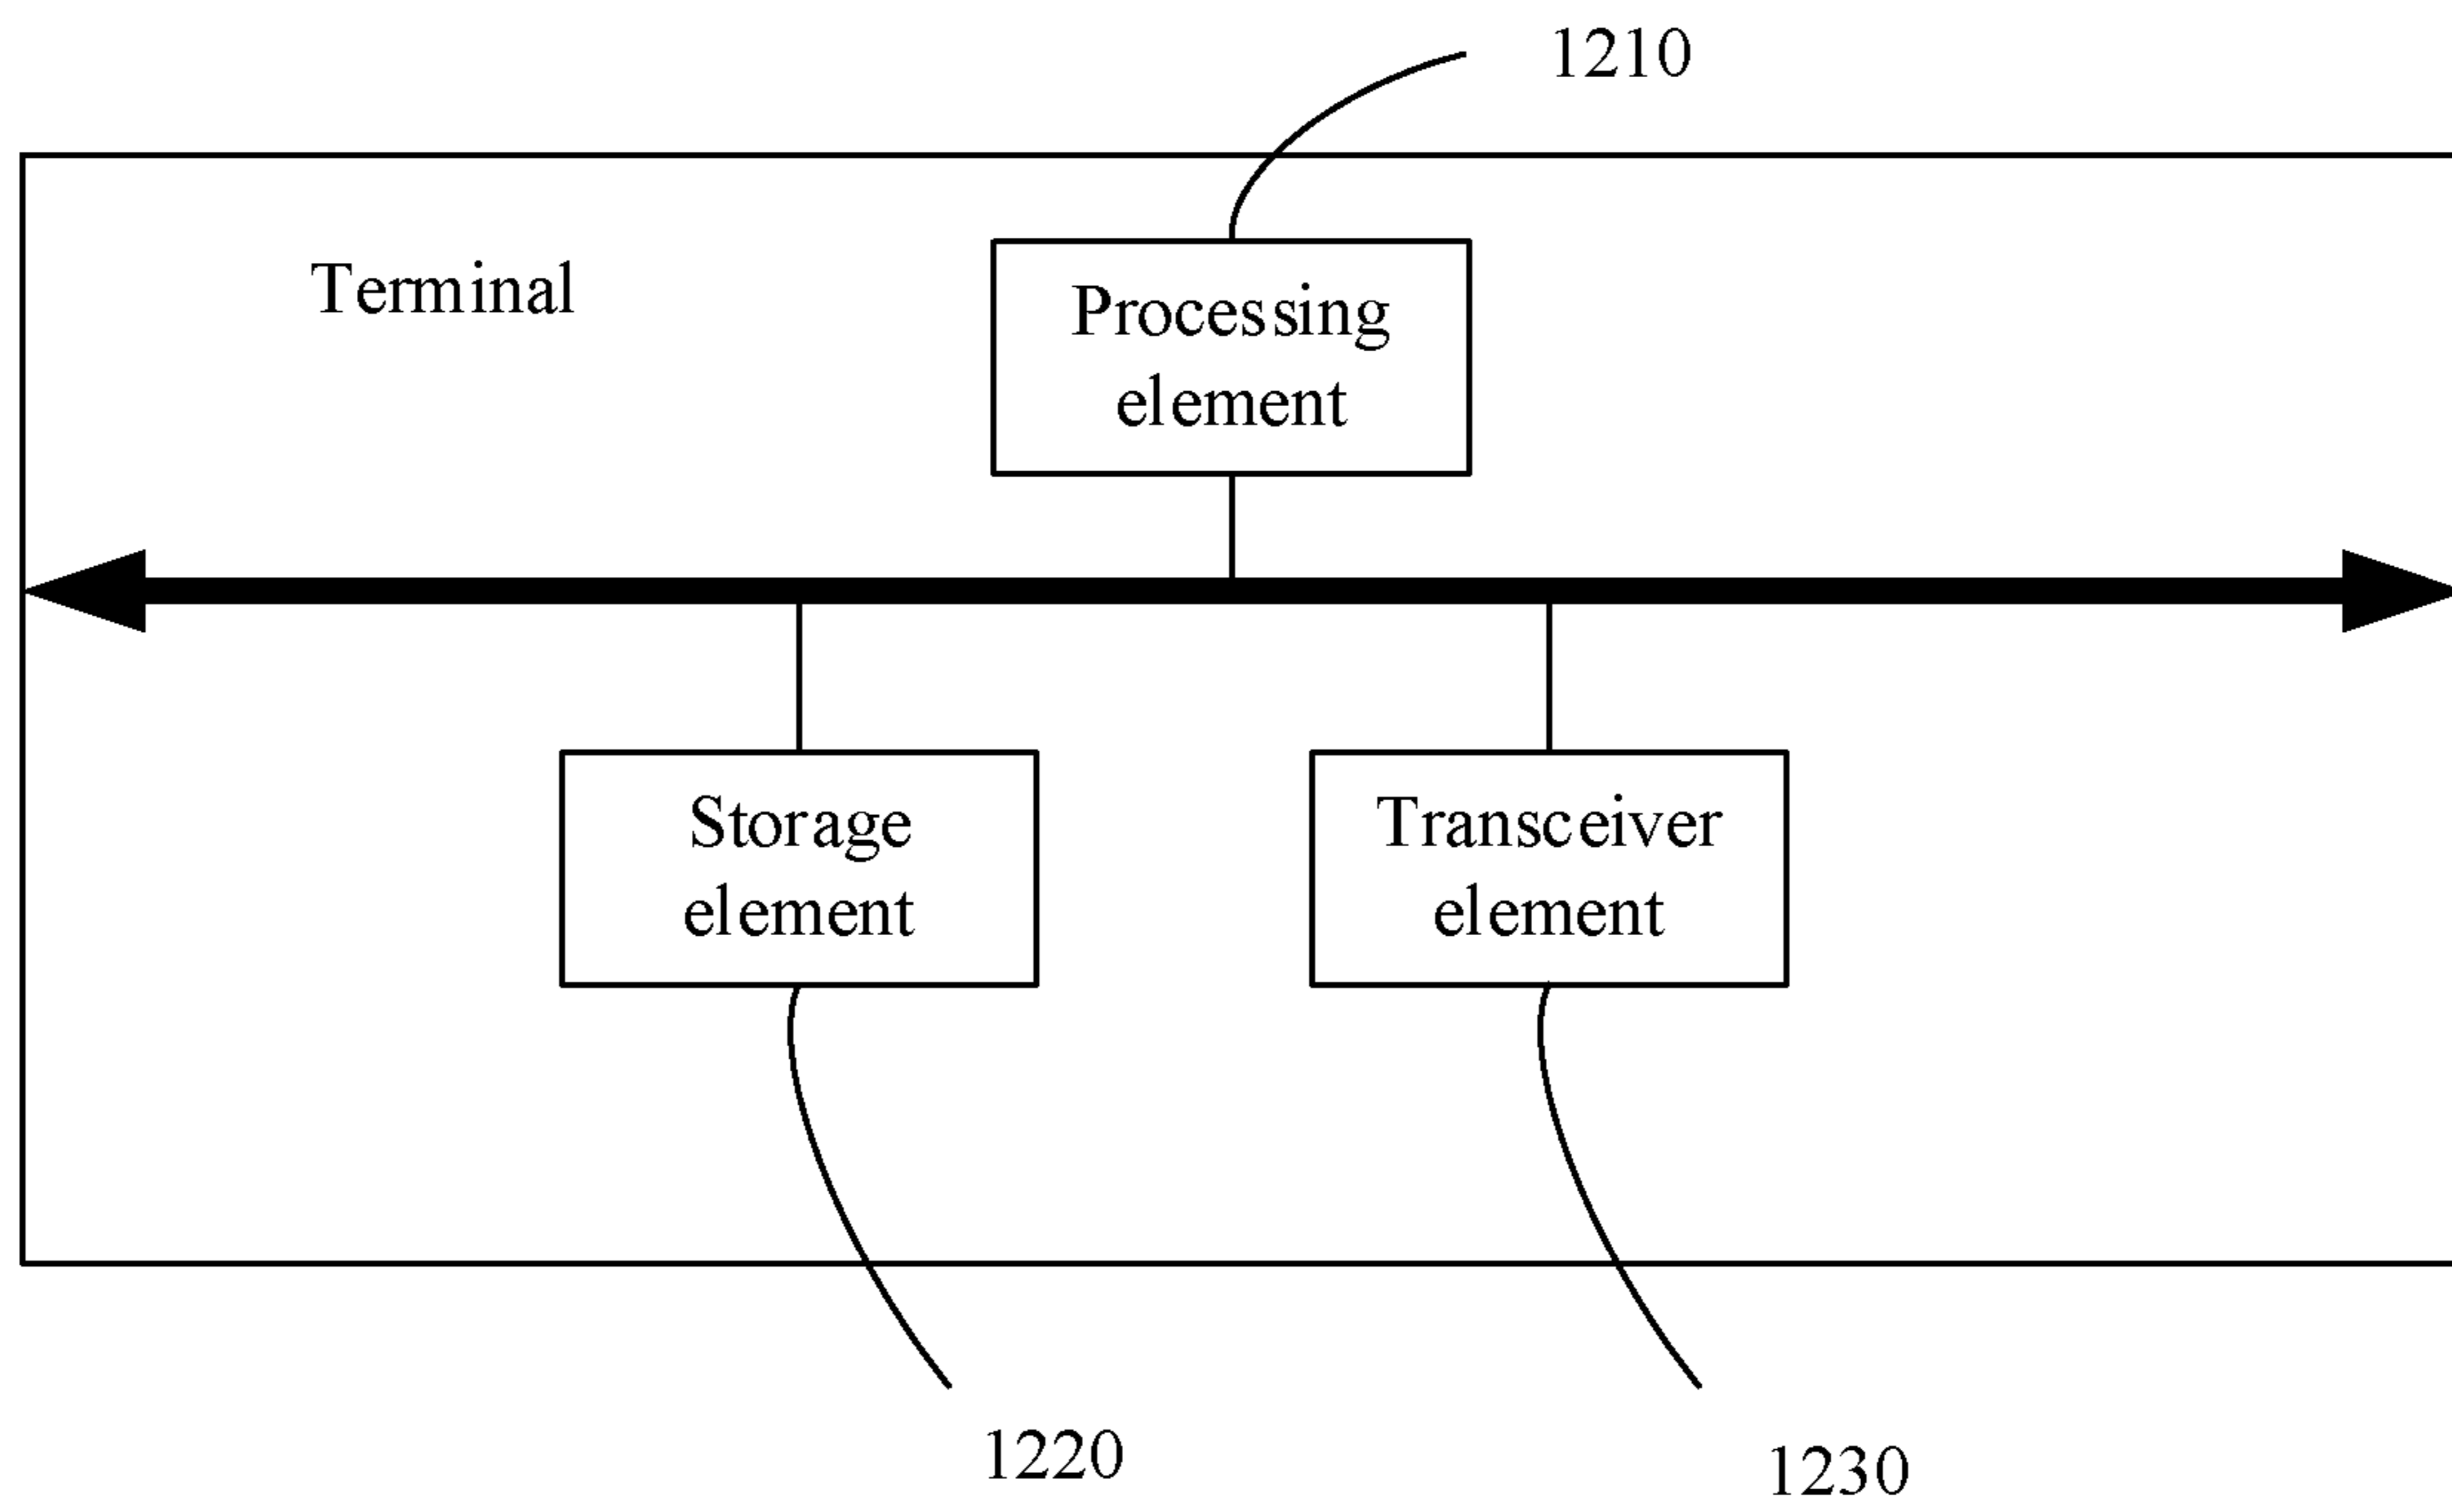 1210
Terminal
Processing
element
Storage
element
Transceiver
element
1220
1230